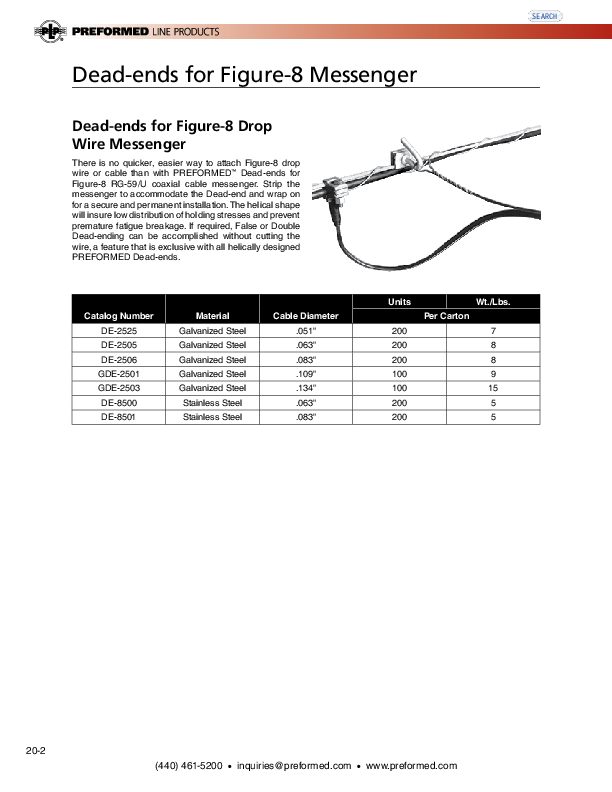 SEARCH
PLP
PREFORMED LINE PRODUCTS
Dead-ends for Figure-8 Messenger
Dead-ends for Figure-8 Drop
Wire Messenger
There is no quicker, easier way to attach Figure-8 drop
wire or cable than with PREFORMED™ Dead-ends for
Figure-8 RG-59/U coaxial cable messenger. Strip the
messenger to accommodate the Dead-end and wrap on
for a secure and permanent installation. The helical shape
will insure low distribution of holding stresses and prevent
premature fatigue breakage. If required, False or Double
Dead-ending can be accomplished without cutting the
wire, a feature that is exclusive with all helically designed
PREFORMED Dead-ends.
Units Wt./Lbs.
Catalog Number Material Cable Diameter Per Carton
DE-2525 Galvanized Steel .051" 200 7
DE-2505 Galvanized Steel .063" 200 8
DE-2506 Galvanized Steel .083" 200 8
GDE-2501 Galvanized Steel .109" 100 9
GDE-2503 Galvanized Steel .134" 100 15
DE-8500 Stainless Steel .063" 200 5
DE-8501 Stainless Steel .083" 200 5
20-2
(440) 461-5200 • inquiries@preformed.com • www.preformed.com